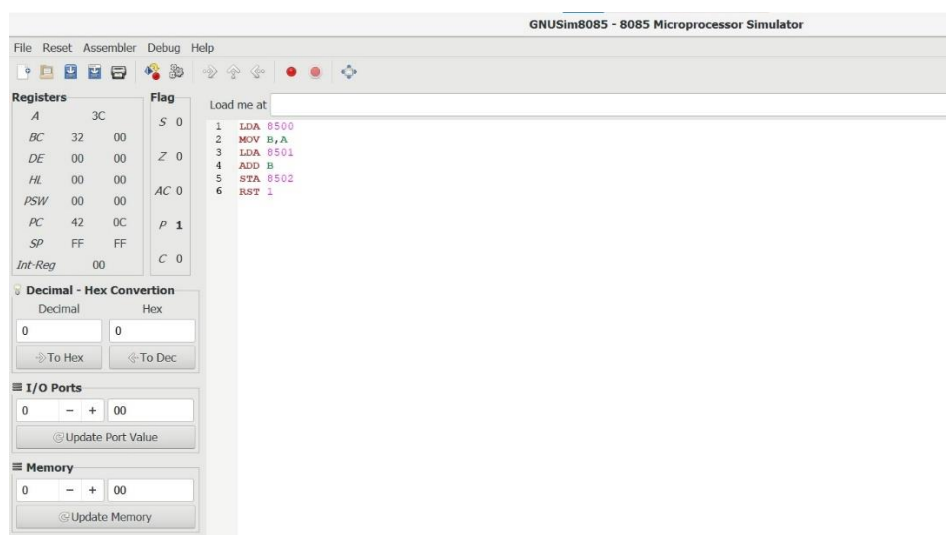 GNUSim8085 - 8085 Microprocessor Simulator
File Reset Assembler Debug Help
Registers
A 3C
BC 32 00
DE 00 00
HL 00 00
PSW 00 00
PC 42 0C
SP FF FF
Int-Reg 00
Flag
S 0
Z 0
AC 0
P 1
C 0
Decimal - Hex Convertion
Decimal Hex
0 0
To Hex To Dec
I/O Ports
0 - + 00
Update Port Value
Memory
0 - + 00
Update Memory
Load me at
1 LDA 8500
2 MOV B,A
3 LDA 8501
4 ADD B
5 STA 8502
6 RST 1